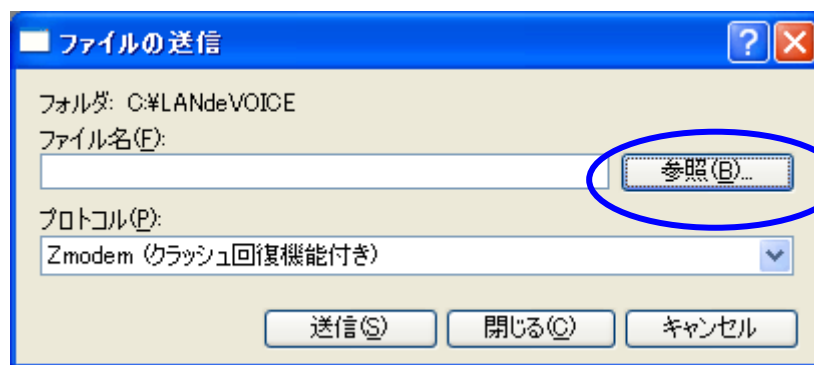 ファイルの送信
フォルダ: C:¥LANdeVOICE
ファイル名(F):
参照(B)...
プロトコル(P):
Zmodem (クラッシュ回復機能付き)
送信(S) 閉じる(C) キャンセル